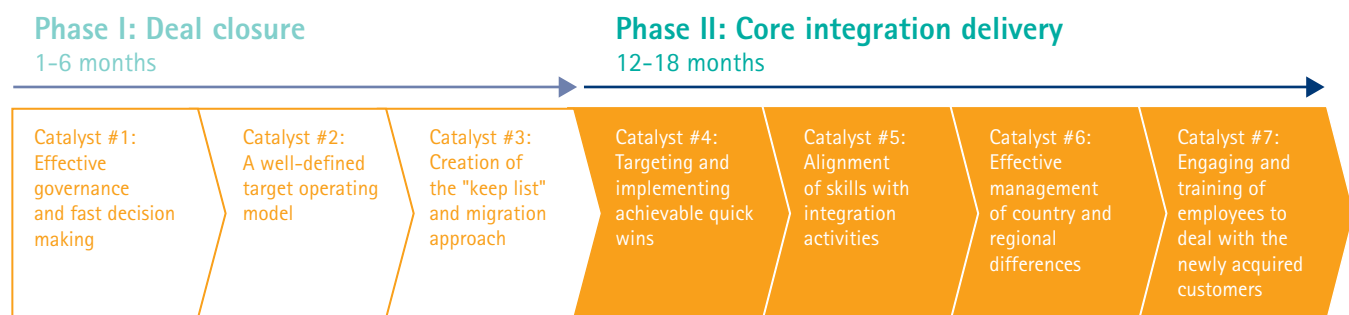 Phase I: Deal closure
1-6 months
Phase II: Core integration delivery
12-18 months
Catalyst #1:
Effective
governance
and fast decision
making
Catalyst #2:
A well-defined
target operating
model
Catalyst #3:
Creation of
the "keep list"
and migration
approach
Catalyst #4:
Targeting and
implementing
achievable quick
wins
Catalyst #5:
Alignment
of skills with
integration
activities
Catalyst #6:
Effective
management
of country and
regional
differences
Catalyst #7:
Engaging and
training of
employees to
deal with the
newly acquired
customers